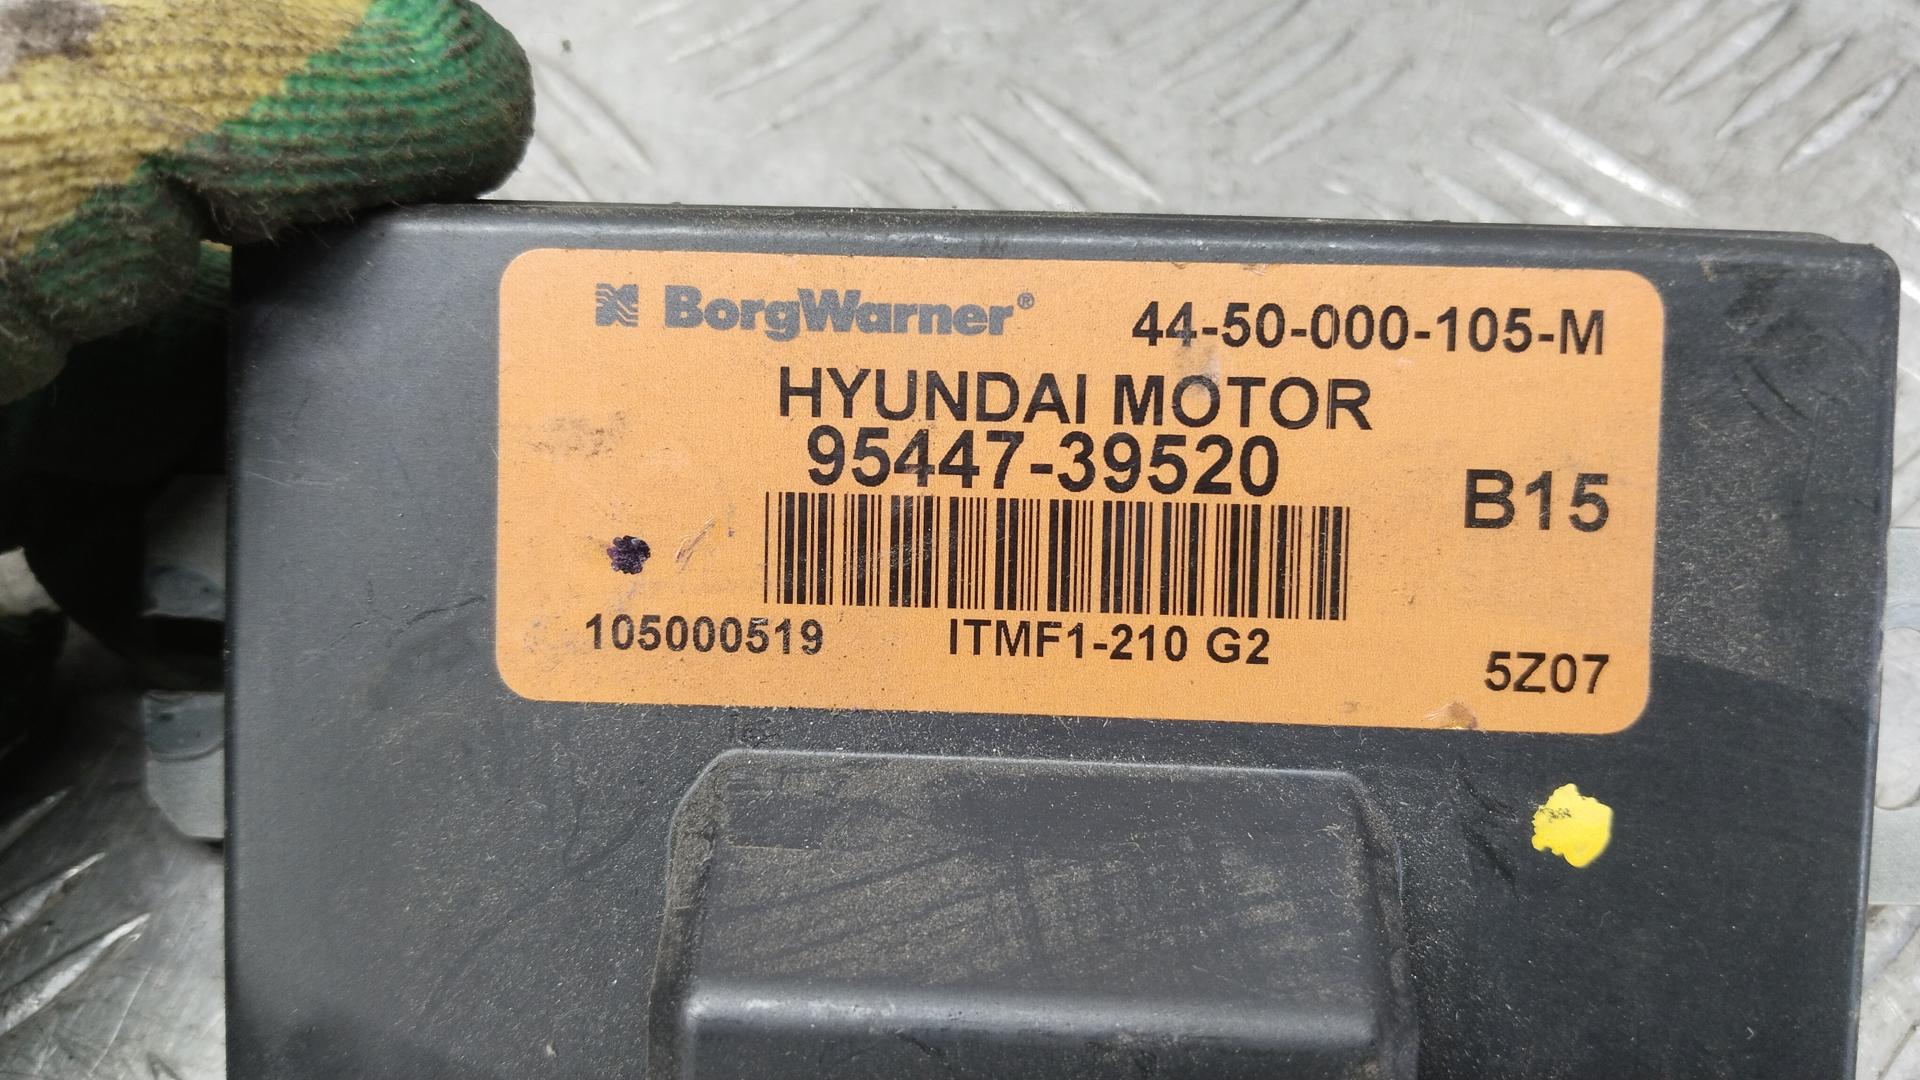 BorgWarner® 44-50-000-105-M
HYUNDAI MOTOR
95447-39520
B15
105000519 ITMF1-210 G2
5Z07